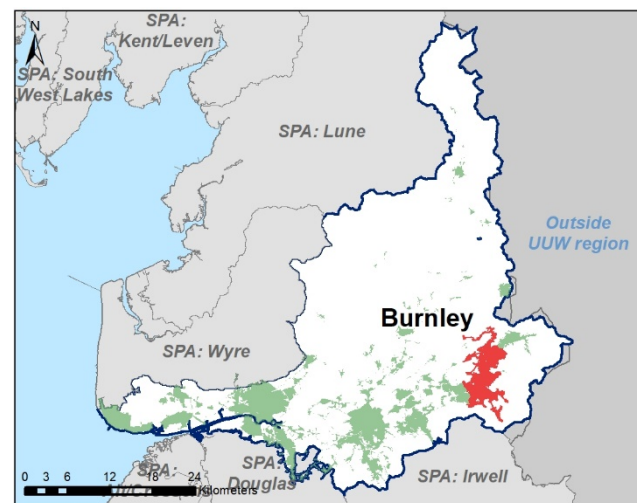 SPA:
Kent/Leven
N
SPA: South
West Lakes
SPA: Lune
Outside
UUW region
Burnley
SPA: Wyre
SPA:
SPA:
Douglas
SPA: Irwell
0 3 6 12 18 24
Kilometers